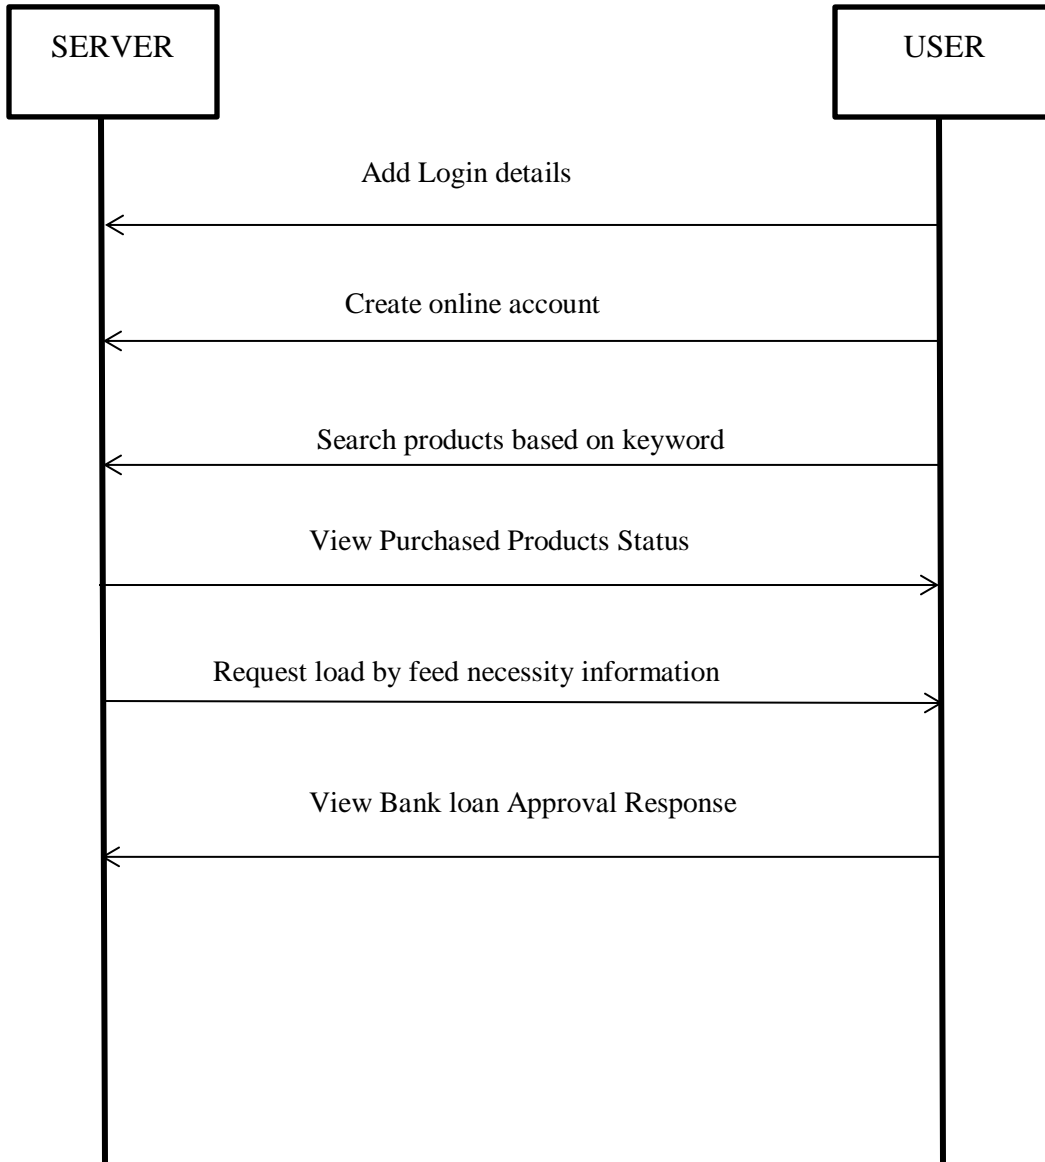 SERVER
USER
Add Login details
Create online account
Search products based on keyword
View Purchased Products Status
Request load by feed necessity information
View Bank loan Approval Response